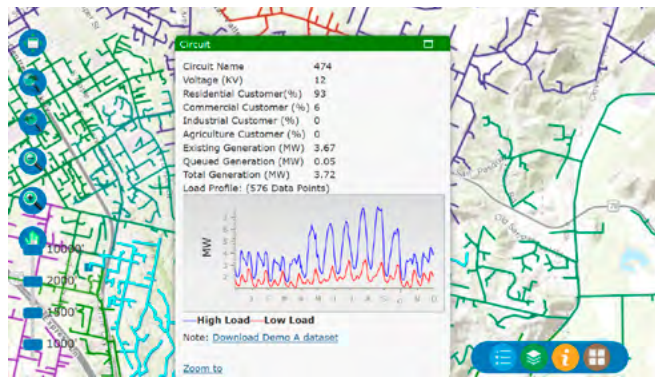 Circuit
Circuit Name 474
Voltage (KV) 12
Residential Customer(%) 93
Commercial Customer (%) 6
Industrial Customer (%) 0
Agriculture Customer (%) 0
Existing Generation (MW) 3.67
Queued Generation (MW) 0.05
Total Generation (MW) 3.72
Load Profile: (576 Data Points)
MW
High Load Low Load
Note: Download Demo A dataset
Zoom to
10000'
2000'
1500'
1000'
78